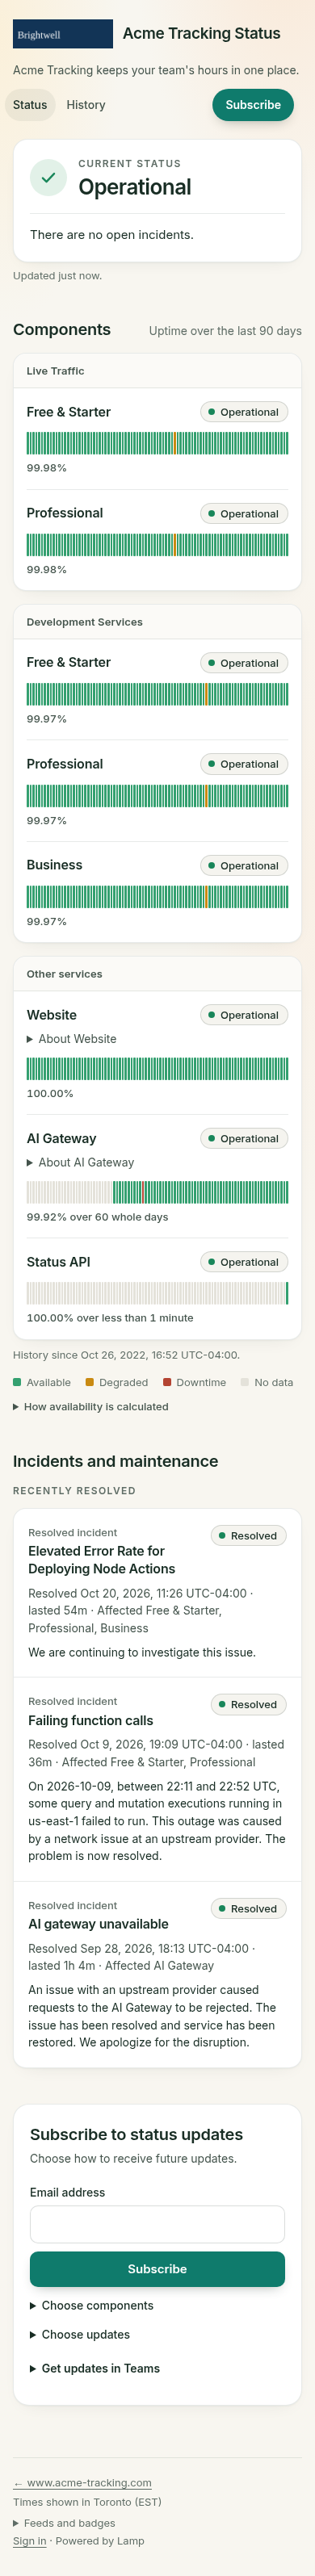 Brightwell
Acme Tracking Status
Acme Tracking keeps your team's hours in one place.
Status
History
Subscribe
CURRENT STATUS
Operational
There are no open incidents.
Updated just now.
Components
Uptime over the last 90 days
Live Traffic
Free & Starter
Operational
99.98%
Professional
Operational
99.98%
Development Services
Free & Starter
Operational
99.97%
Professional
Operational
99.97%
Business
Operational
99.97%
Other services
Website
Operational
About Website
100.00%
AI Gateway
Operational
About AI Gateway
99.92% over 60 whole days
Status API
Operational
100.00% over less than 1 minute
History since Oct 26, 2022, 16:52 UTC-04:00.
Available
Degraded
Downtime
No data
How availability is calculated
Incidents and maintenance
RECENTLY RESOLVED
Resolved incident
Resolved
Elevated Error Rate for
Deploying Node Actions
Resolved Oct 20, 2026, 11:26 UTC-04:00 ·
lasted 54m · Affected Free & Starter,
Professional, Business
We are continuing to investigate this issue.
Resolved incident
Resolved
Failing function calls
Resolved Oct 9, 2026, 19:09 UTC-04:00 · lasted
36m · Affected Free & Starter, Professional
On 2026-10-09, between 22:11 and 22:52 UTC,
some query and mutation executions running in
us-east-1 failed to run. This outage was caused
by a network issue at an upstream provider. The
problem is now resolved.
Resolved incident
Resolved
AI gateway unavailable
Resolved Sep 28, 2026, 18:13 UTC-04:00 ·
lasted 1h 4m · Affected AI Gateway
An issue with an upstream provider caused
requests to the AI Gateway to be rejected. The
issue has been resolved and service has been
restored. We apologize for the disruption.
Subscribe to status updates
Choose how to receive future updates.
Email address
Subscribe
Choose components
Choose updates
Get updates in Teams
← www.acme-tracking.com
Times shown in Toronto (EST)
Feeds and badges
Sign in · Powered by Lamp